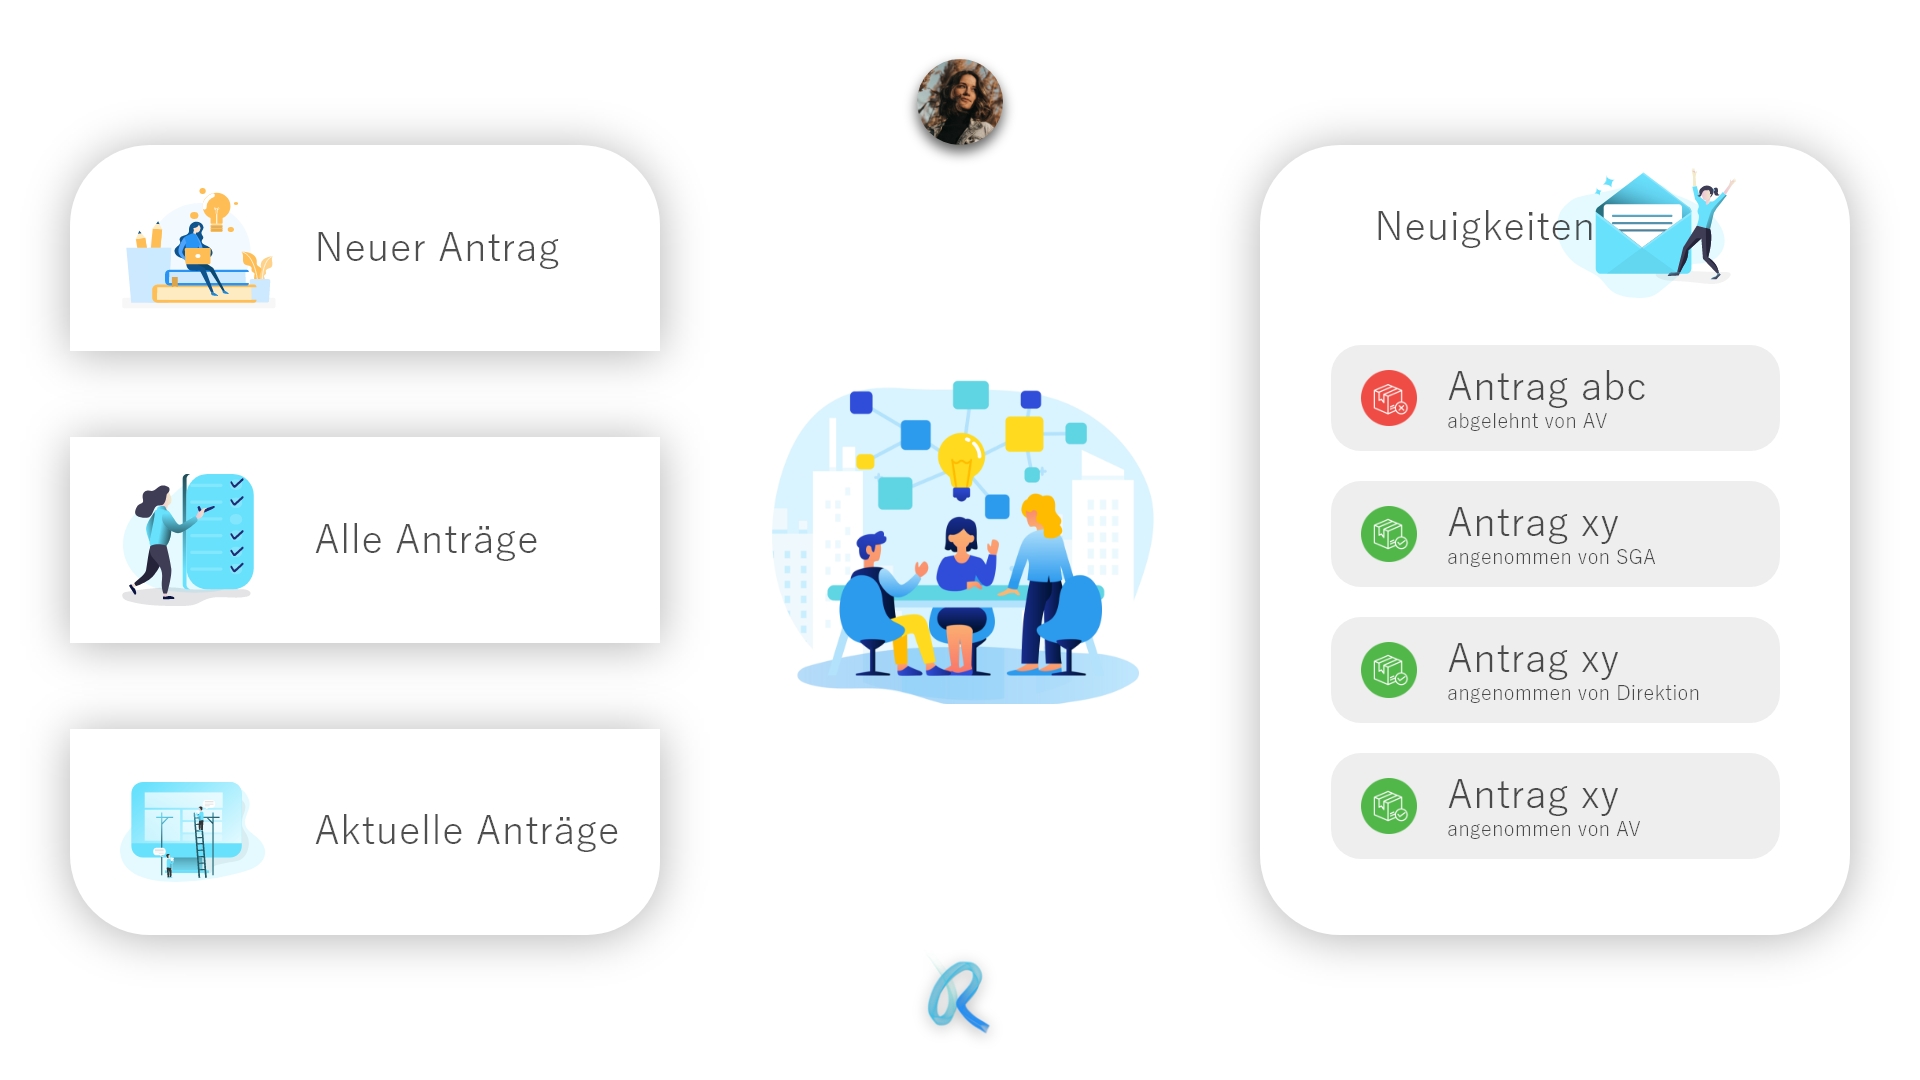 Neuer Antrag
Alle Anträge
Aktuelle Anträge
Neuigkeiten
Antrag abc
abgelehnt von AV
Antrag xy
angenommen von SGA
Antrag xy
angenommen von Direktion
Antrag xy
angenommen von AV
R